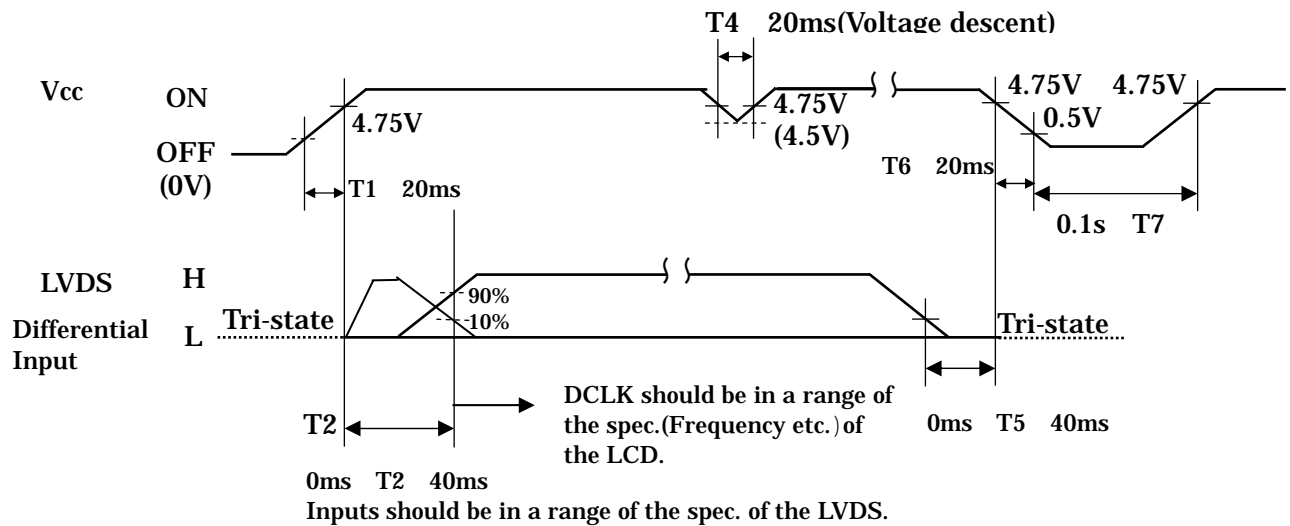 T4 20ms(Voltage descent)
Vcc
ON
4.75V
4.75V
(4.5V)
4.75V
4.75V
0.5V
OFF
(0V)
T1 20ms
T6 20ms
0.1s T7
LVDS
Differential
Input
H
L
Tri-state
90%
10%
Tri-state
T2
DCLK should be in a range of
the spec.(Frequency etc.)of
the LCD.
0ms T5 40ms
0ms T2 40ms
Inputs should be in a range of the spec. of the LVDS.